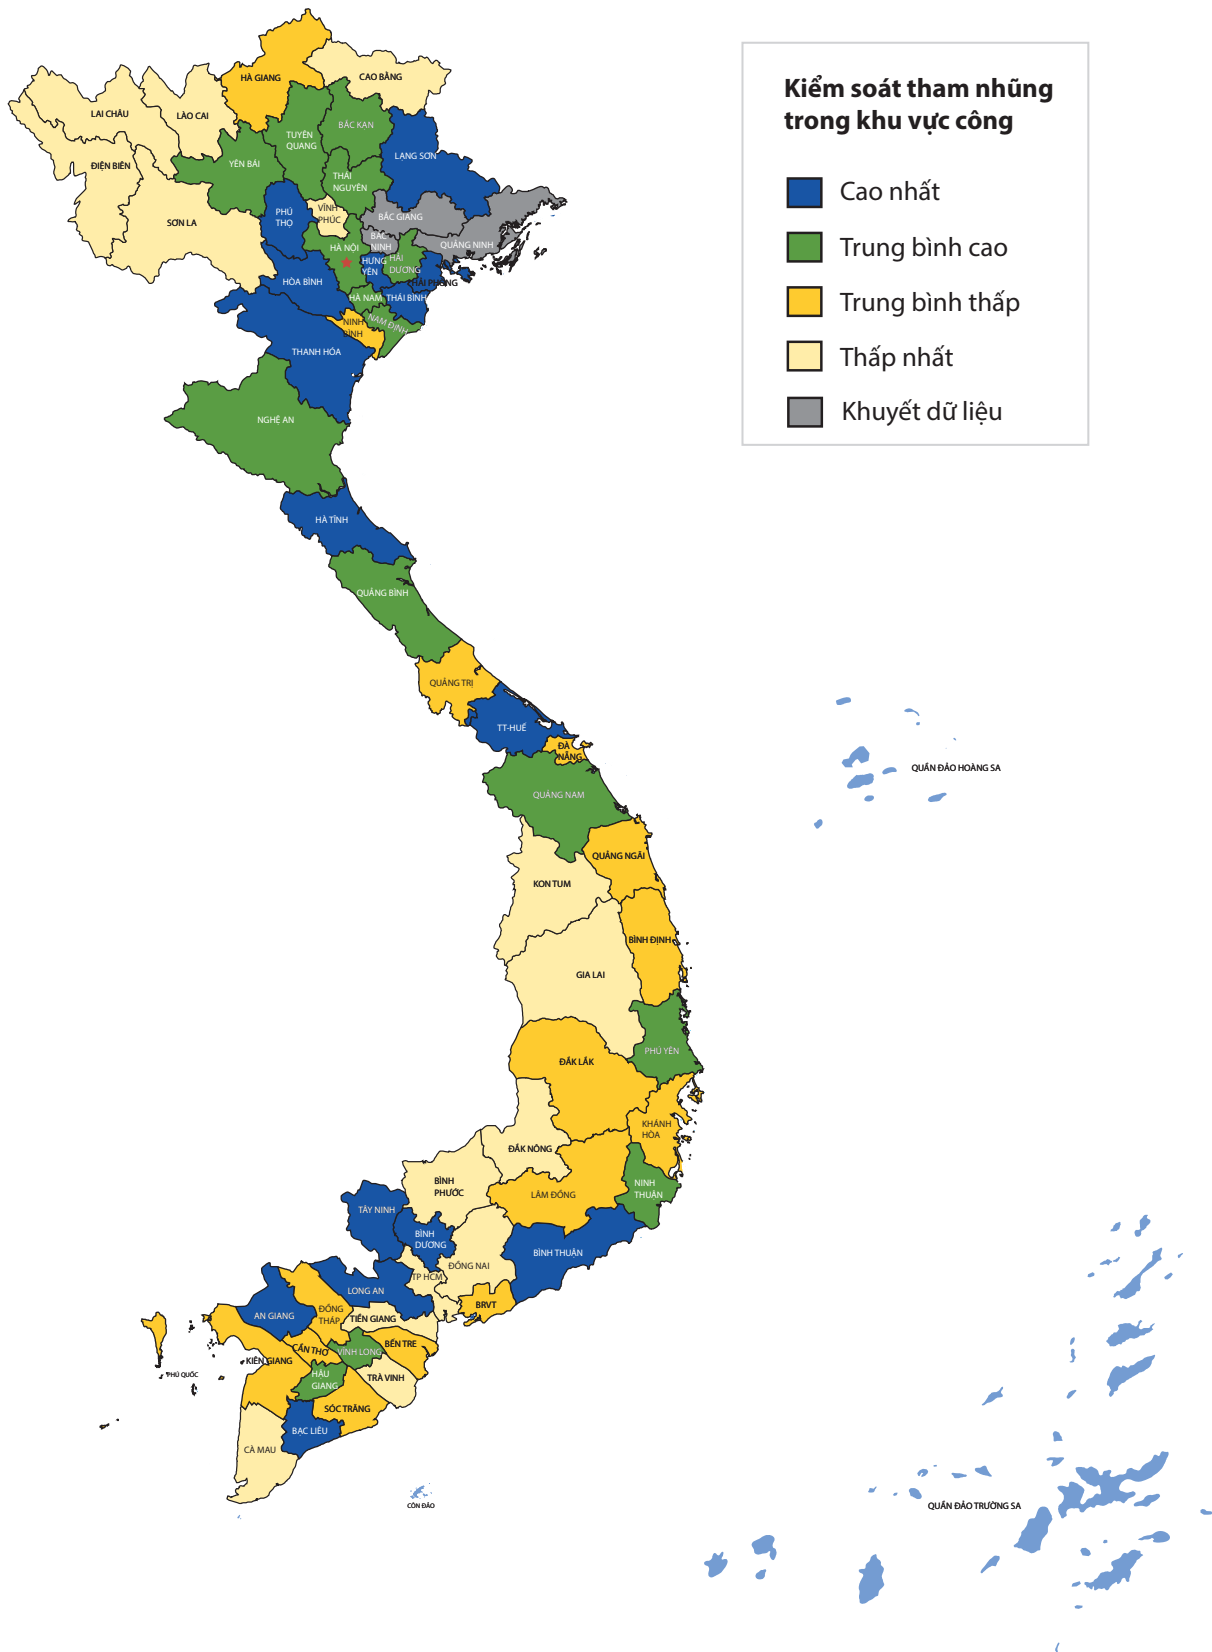 Kiểm soát tham nhũng
trong khu vực công
Cao nhất
Trung bình cao
Trung bình thấp
Thấp nhất
Khuyết dữ liệu
HÀ GIANG
CAO BẰNG
LAI CHÂU
LÀO CAI
BẮC KẠN
TUYÊN
QUANG
LẠNG SƠN
ĐIỆN BIÊN
YÊN BÁI
THÁI
NGUYÊN
SƠN LA
PHÚ
THỌ
VĨNH
PHÚC
BẮC GIANG
BẮC
NINH
QUẢNG NINH
HÀ NỘI
HƯNG
YÊN
HẢI
DƯƠNG
HẢI PHÒNG
HÒA BÌNH
HÀ NAM
THÁI BÌNH
NINH
BÌNH
NAM ĐỊNH
THANH HÓA
NGHỆ AN
HÀ TĨNH
QUẢNG BÌNH
QUẢNG TRỊ
TT-HUẾ
ĐÀ
NẴNG
QUẦN ĐẢO HOÀNG SA
QUẢNG NAM
QUẢNG NGÃI
KON TUM
BÌNH ĐỊNH
GIA LAI
PHÚ YÊN
ĐẮK LẮK
KHÁNH
HÒA
ĐẮK NÔNG
BÌNH
PHƯỚC
LÂM ĐỒNG
NINH
THUẬN
TÂY NINH
BÌNH
DƯƠNG
BÌNH THUẬN
ĐỒNG NAI
TP HCM
LONG AN
BRVT
AN GIANG
ĐỒNG
THÁP
TIỀN GIANG
CẦN THƠ
VĨNH LONG
BẾN TRE
KIÊN GIANG
PHÚ QUỐC
HẬU
GIANG
TRÀ VINH
SÓC TRĂNG
BẠC LIÊU
CÀ MAU
CÔN ĐẢO
QUẦN ĐẢO TRƯỜNG SA